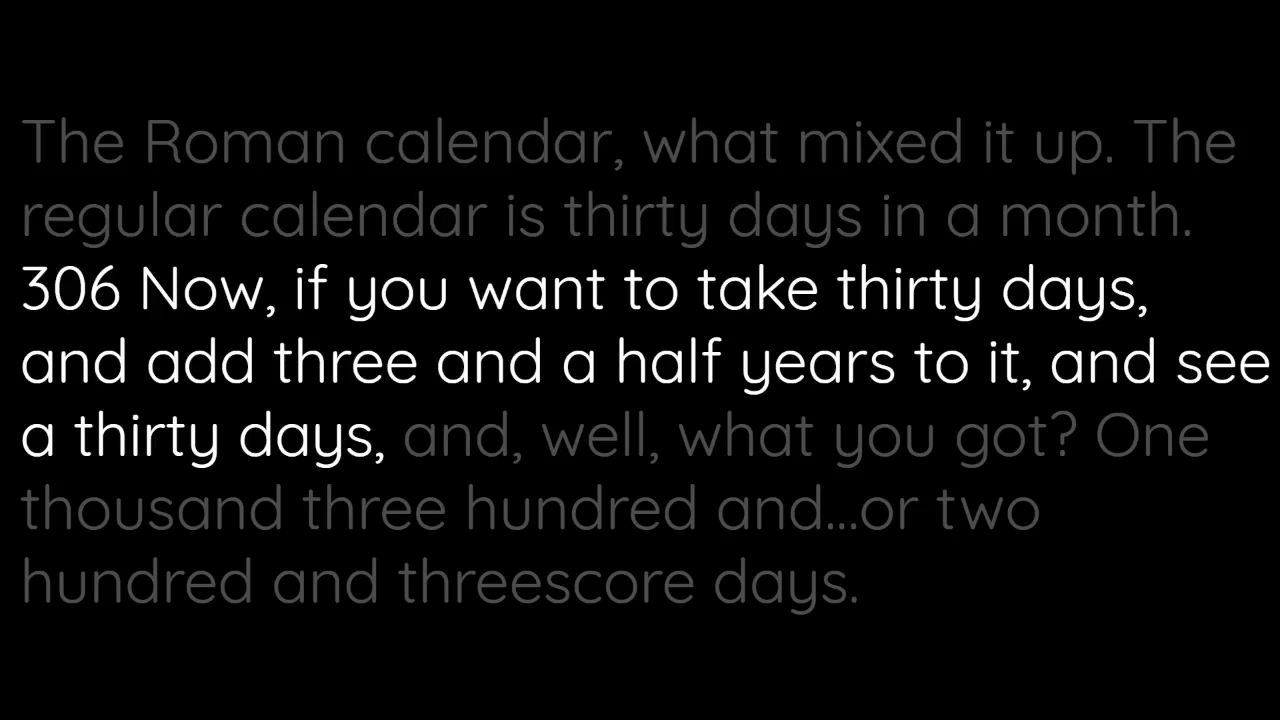 The Roman calendar, what mixed it up. The
regular calendar is thirty days in a month.
306 Now, if you want to take thirty days,
and add three and a half years to it, and see
a thirty days, and, well, what you got? One
thousand three hundred and...or two
hundred and threescore days.